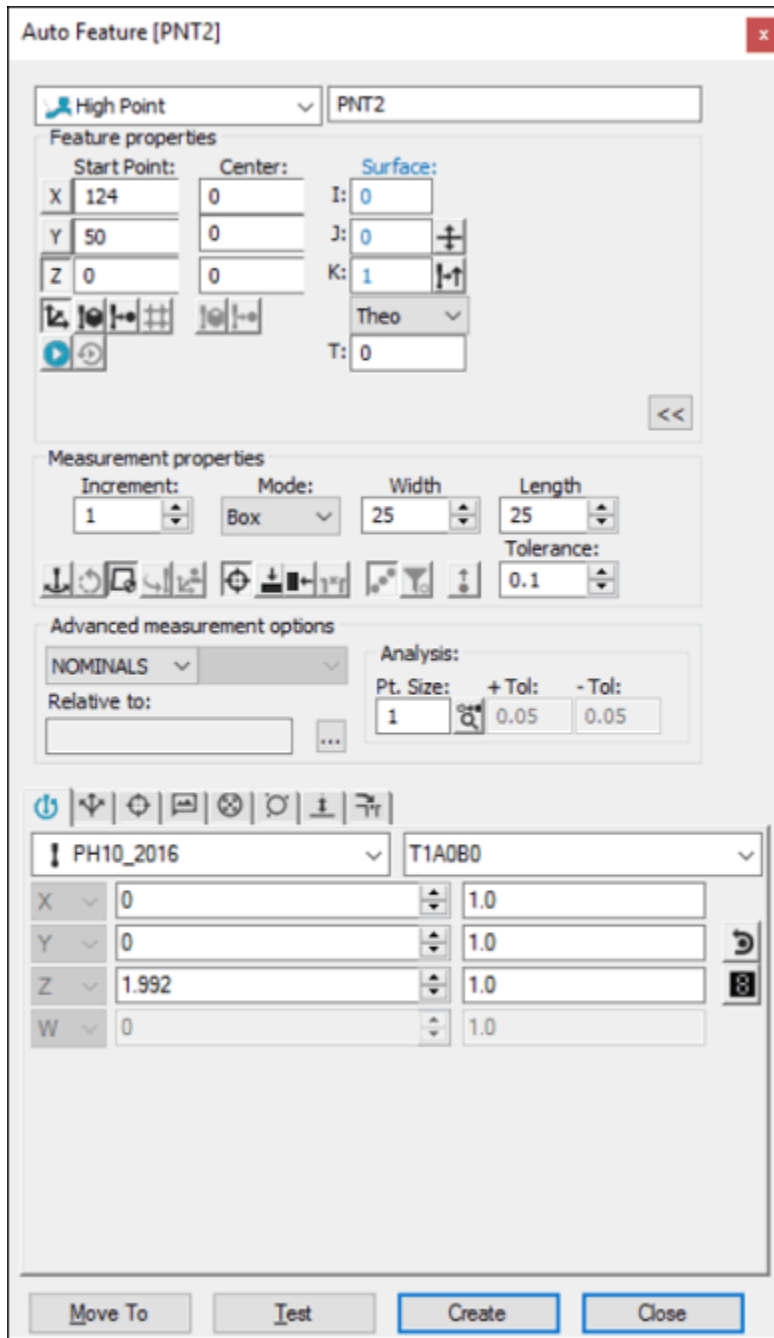 Auto Feature [PNT2]
x
High Point PNT2
Feature properties
Start Point: Center: Surface:
X 124 0 I: 0
Y 50 0 J: 0
Z 0 0 K: 1
Theo
T: 0
<<
Measurement properties
Increment: Mode: Width Length
1 Box 25 25
Tolerance:
0.1
Advanced measurement options
NOMINALS
Analysis:
Relative to:
Pt. Size: + Tol: - Tol:
1 0.05 0.05
...
PH10_2016 T1A0B0
X 0 1.0
Y 0 1.0
Z 1.992 1.0
8
W 0 1.0
Move To Test Create Close